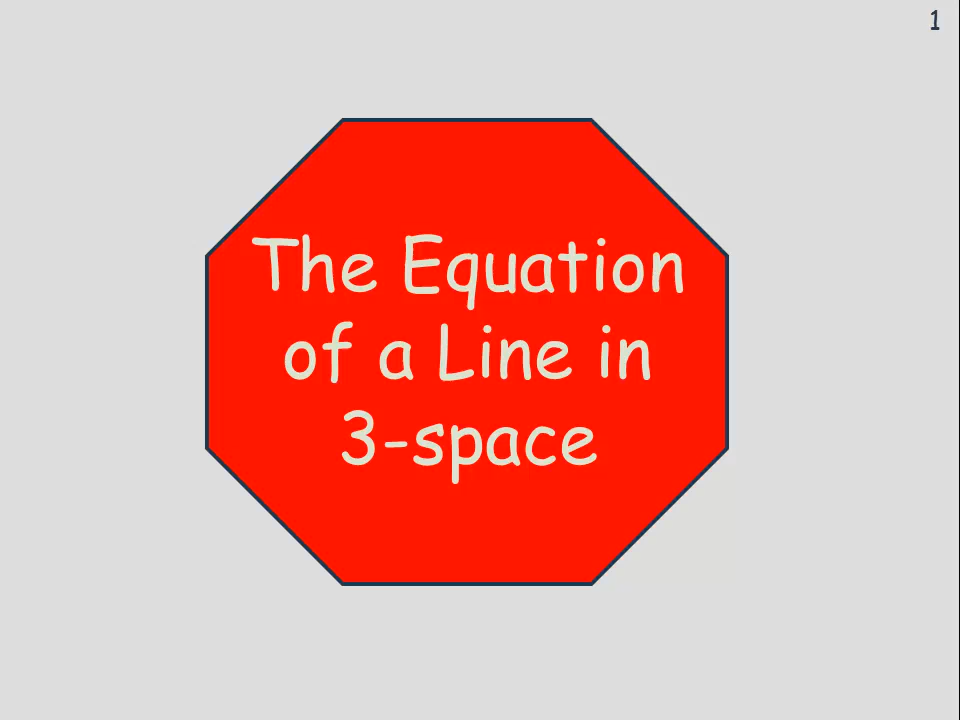 1
The Equation
of a Line in
3-space